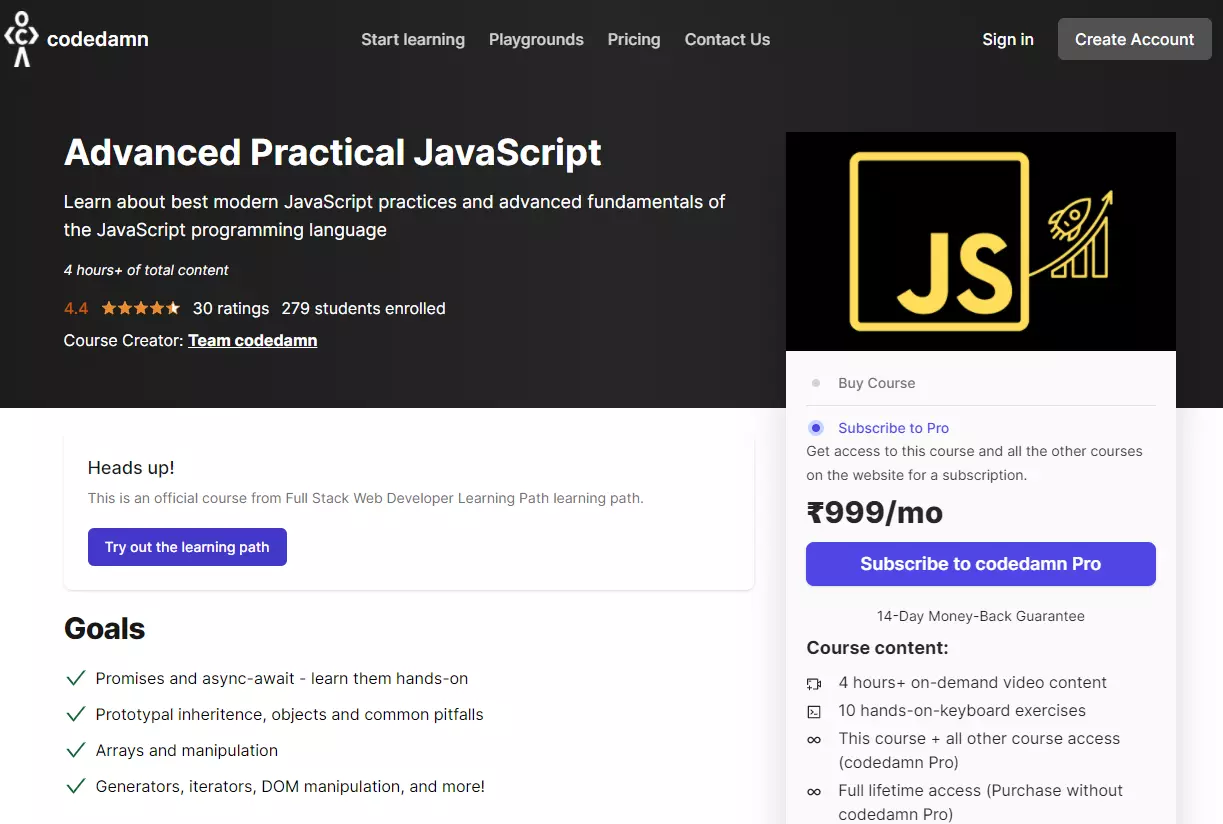 codedamn
Start learning
Playgrounds
Pricing
Contact Us
Sign in
Create Account
Advanced Practical JavaScript
Learn about best modern JavaScript practices and advanced fundamentals of
the JavaScript programming language
4 hours+ of total content
4.4 30 ratings 279 students enrolled
Course Creator: Team codedamn
JS
Heads up!
This is an official course from Full Stack Web Developer Learning Path learning path.
Try out the learning path
Goals
Promises and async-await - learn them hands-on
Prototypal inheritence, objects and common pitfalls
Arrays and manipulation
Generators, iterators, DOM manipulation, and more!
Buy Course
Subscribe to Pro
Get access to this course and all the other courses
on the website for a subscription.
₹999/mo
Subscribe to codedamn Pro
14-Day Money-Back Guarantee
Course content:
4 hours+ on-demand video content
10 hands-on-keyboard exercises
This course + all other course access
(codedamn Pro)
Full lifetime access (Purchase without
codedamn Pro)